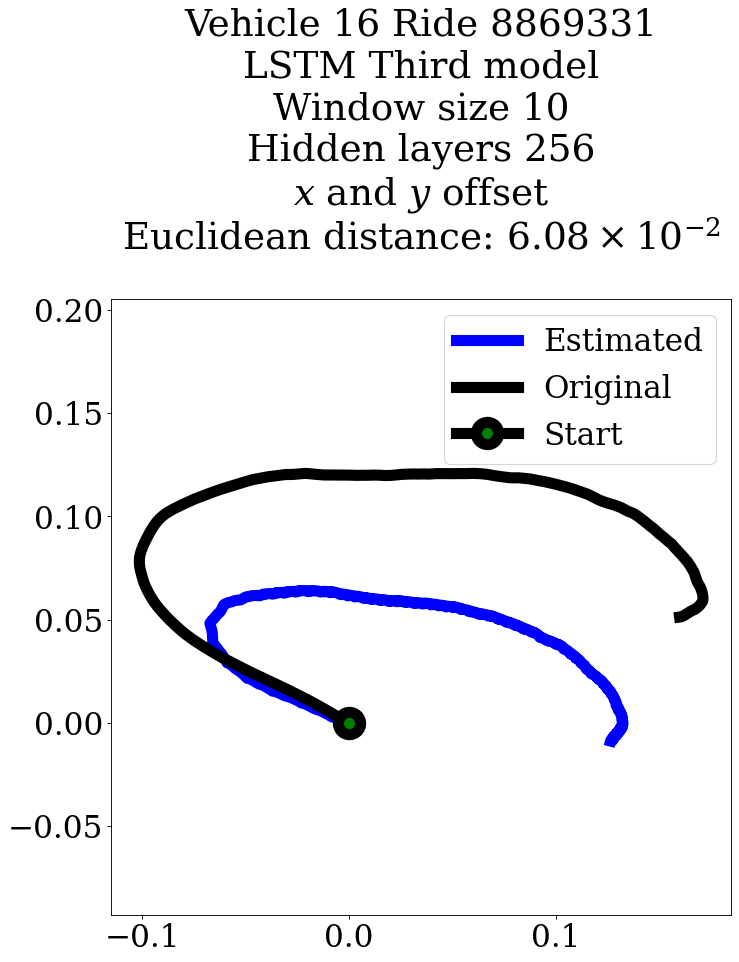 Vehicle 16 Ride 8869331
LSTM Third model
Window size 10
Hidden layers 256
x and y offset
Euclidean distance: 6.08 × 10⁻²
Estimated
Original
Start
0.20
0.15
0.10
0.05
0.00
−0.05
−0.1
0.0
0.1